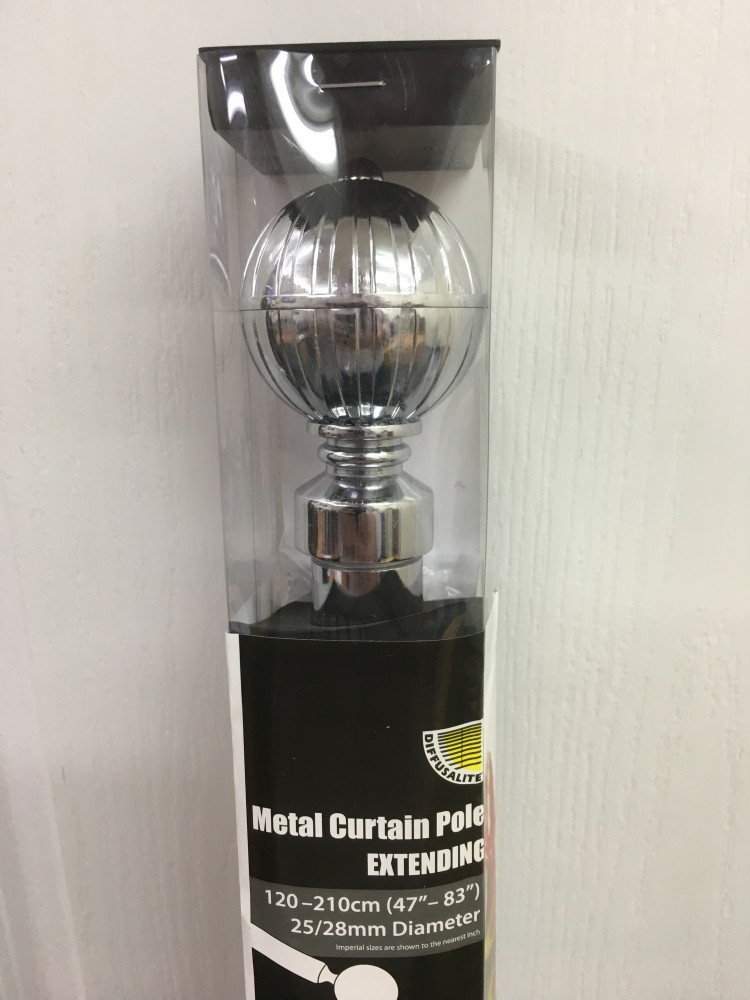 DIFFUSALITE
Metal Curtain Pole
EXTENDING
120–210cm (47”– 83”)
25/28mm Diameter
Imperial sizes are shown to the nearest inch